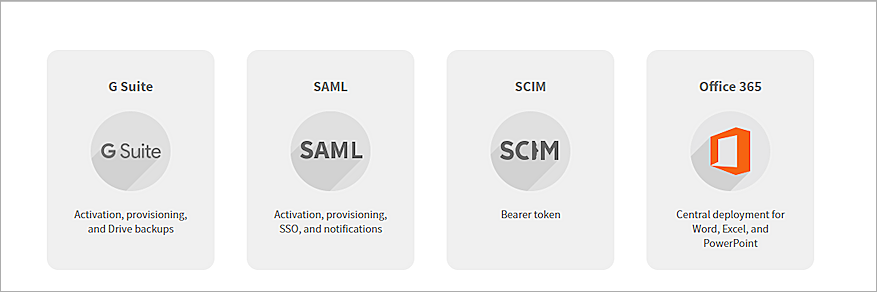 G Suite
G Suite
Activation, provisioning,
and Drive backups
SAML
SAML
Activation, provisioning,
SSO, and notifications
SCIM
SCIM
Bearer token
Office 365
Central deployment for
Word, Excel, and
PowerPoint